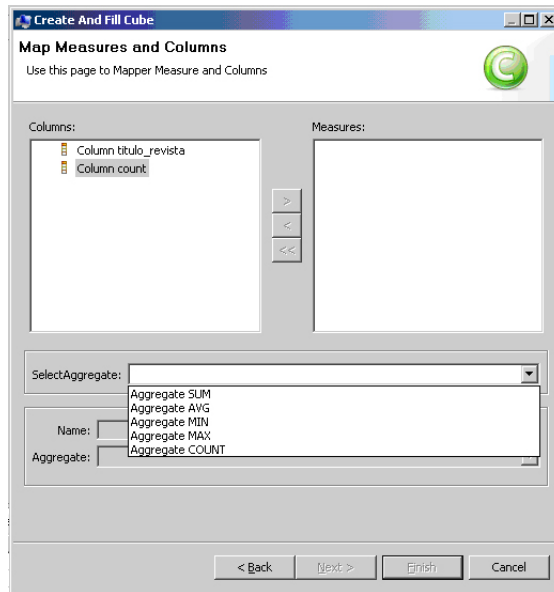 Create And Fill Cube
Map Measures and Columns
Use this page to Mapper Measure and Columns
Columns:
Measures:
Column titulo_revista
Column count
>
<
<<
SelectAggregate:
Aggregate SUM
Aggregate AVG
Aggregate MIN
Aggregate MAX
Aggregate COUNT
Name:
Aggregate:
< Back
Next >
Finish
Cancel